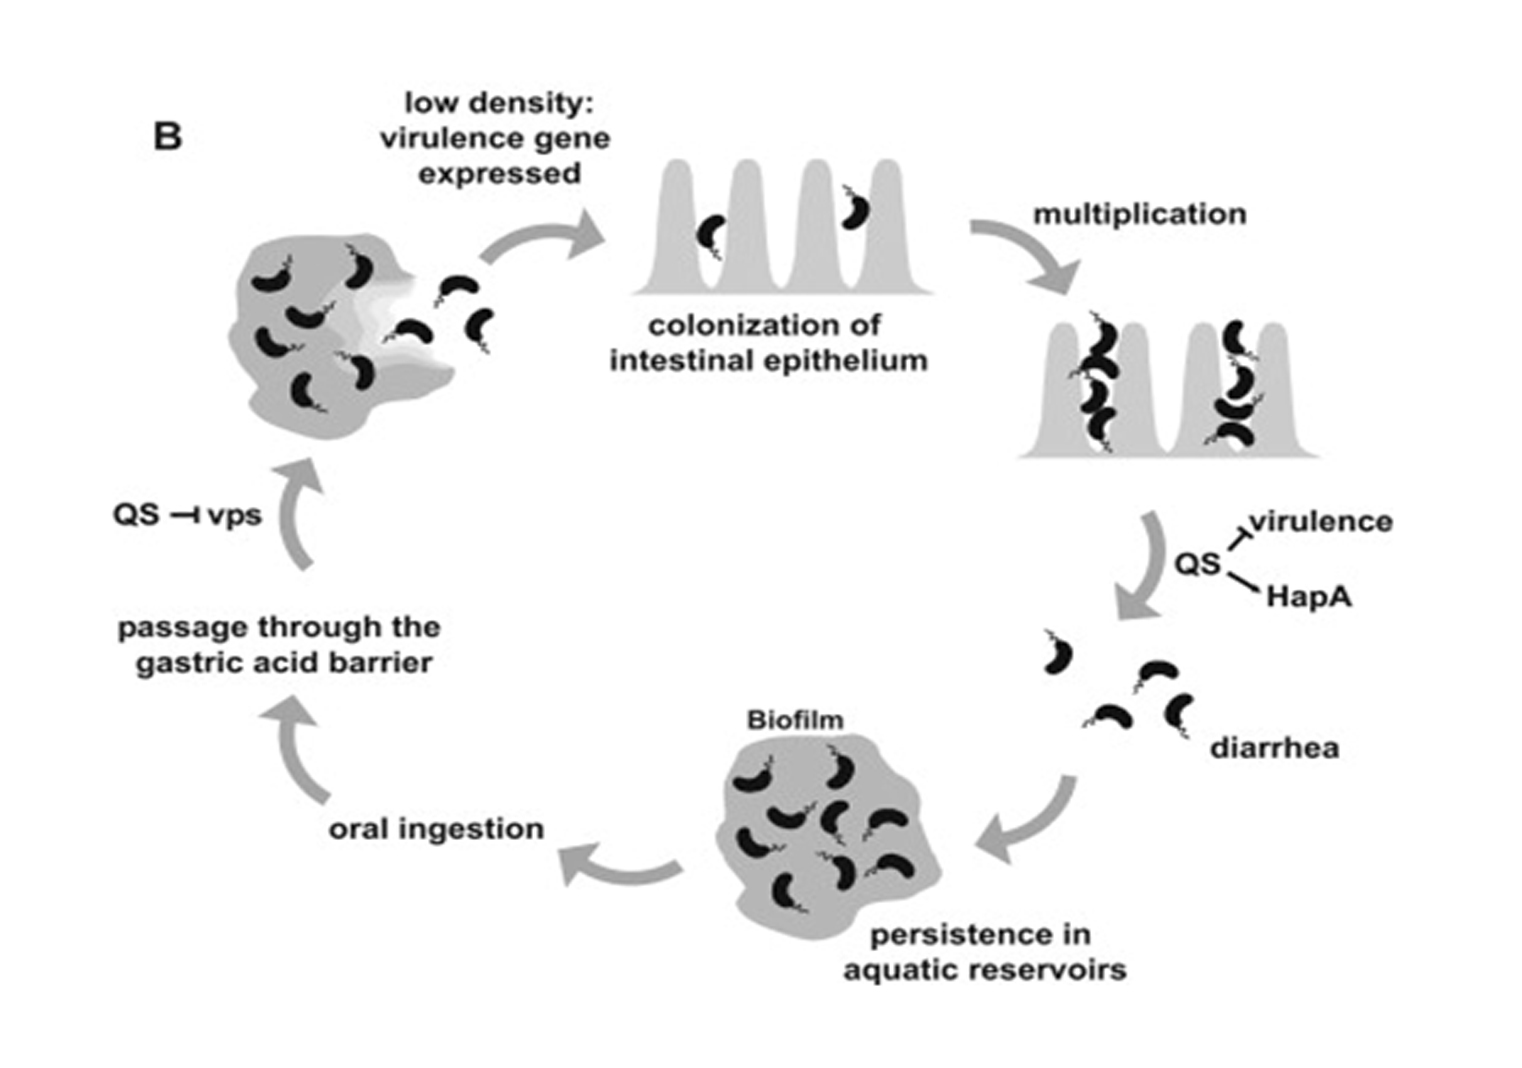 B
low density:
virulence gene
expressed
multiplication
colonization of
intestinal epithelium
QS ⊣ vps
virulence
QS
HapA
passage through the
gastric acid barrier
Biofilm
diarrhea
oral ingestion
persistence in
aquatic reservoirs